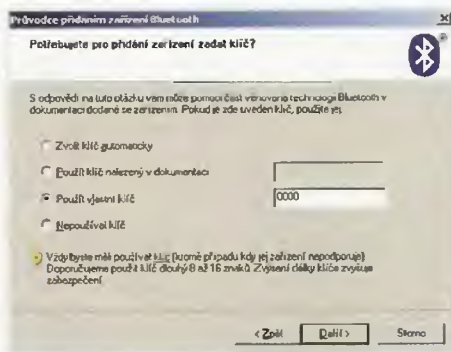 Průvodce přidáním zařízení Bluetooth
Potřebujete pro přidání zařízení zadat klíč?
S odpovědí na tuto otázku vám může pomoci část věnovaná technologii Bluetooth v
dokumentaci dodané se zařízením. Pokud je zde uveden klíč, použijte jej.
Zvolit klíč automaticky
Použít klíč nalezený v dokumentaci
Použít vlastní klíč
0000
Nepoužívat klíč
Vždy byste měli používat klíč (kromě případu kdy jej zařízení nepodporuje)
Doporučujeme použít klíč dlouhý 8 až 16 znaků. Zvýšení délky klíče zvyšuje
zabezpečení.
< Zpět
Další >
Storno